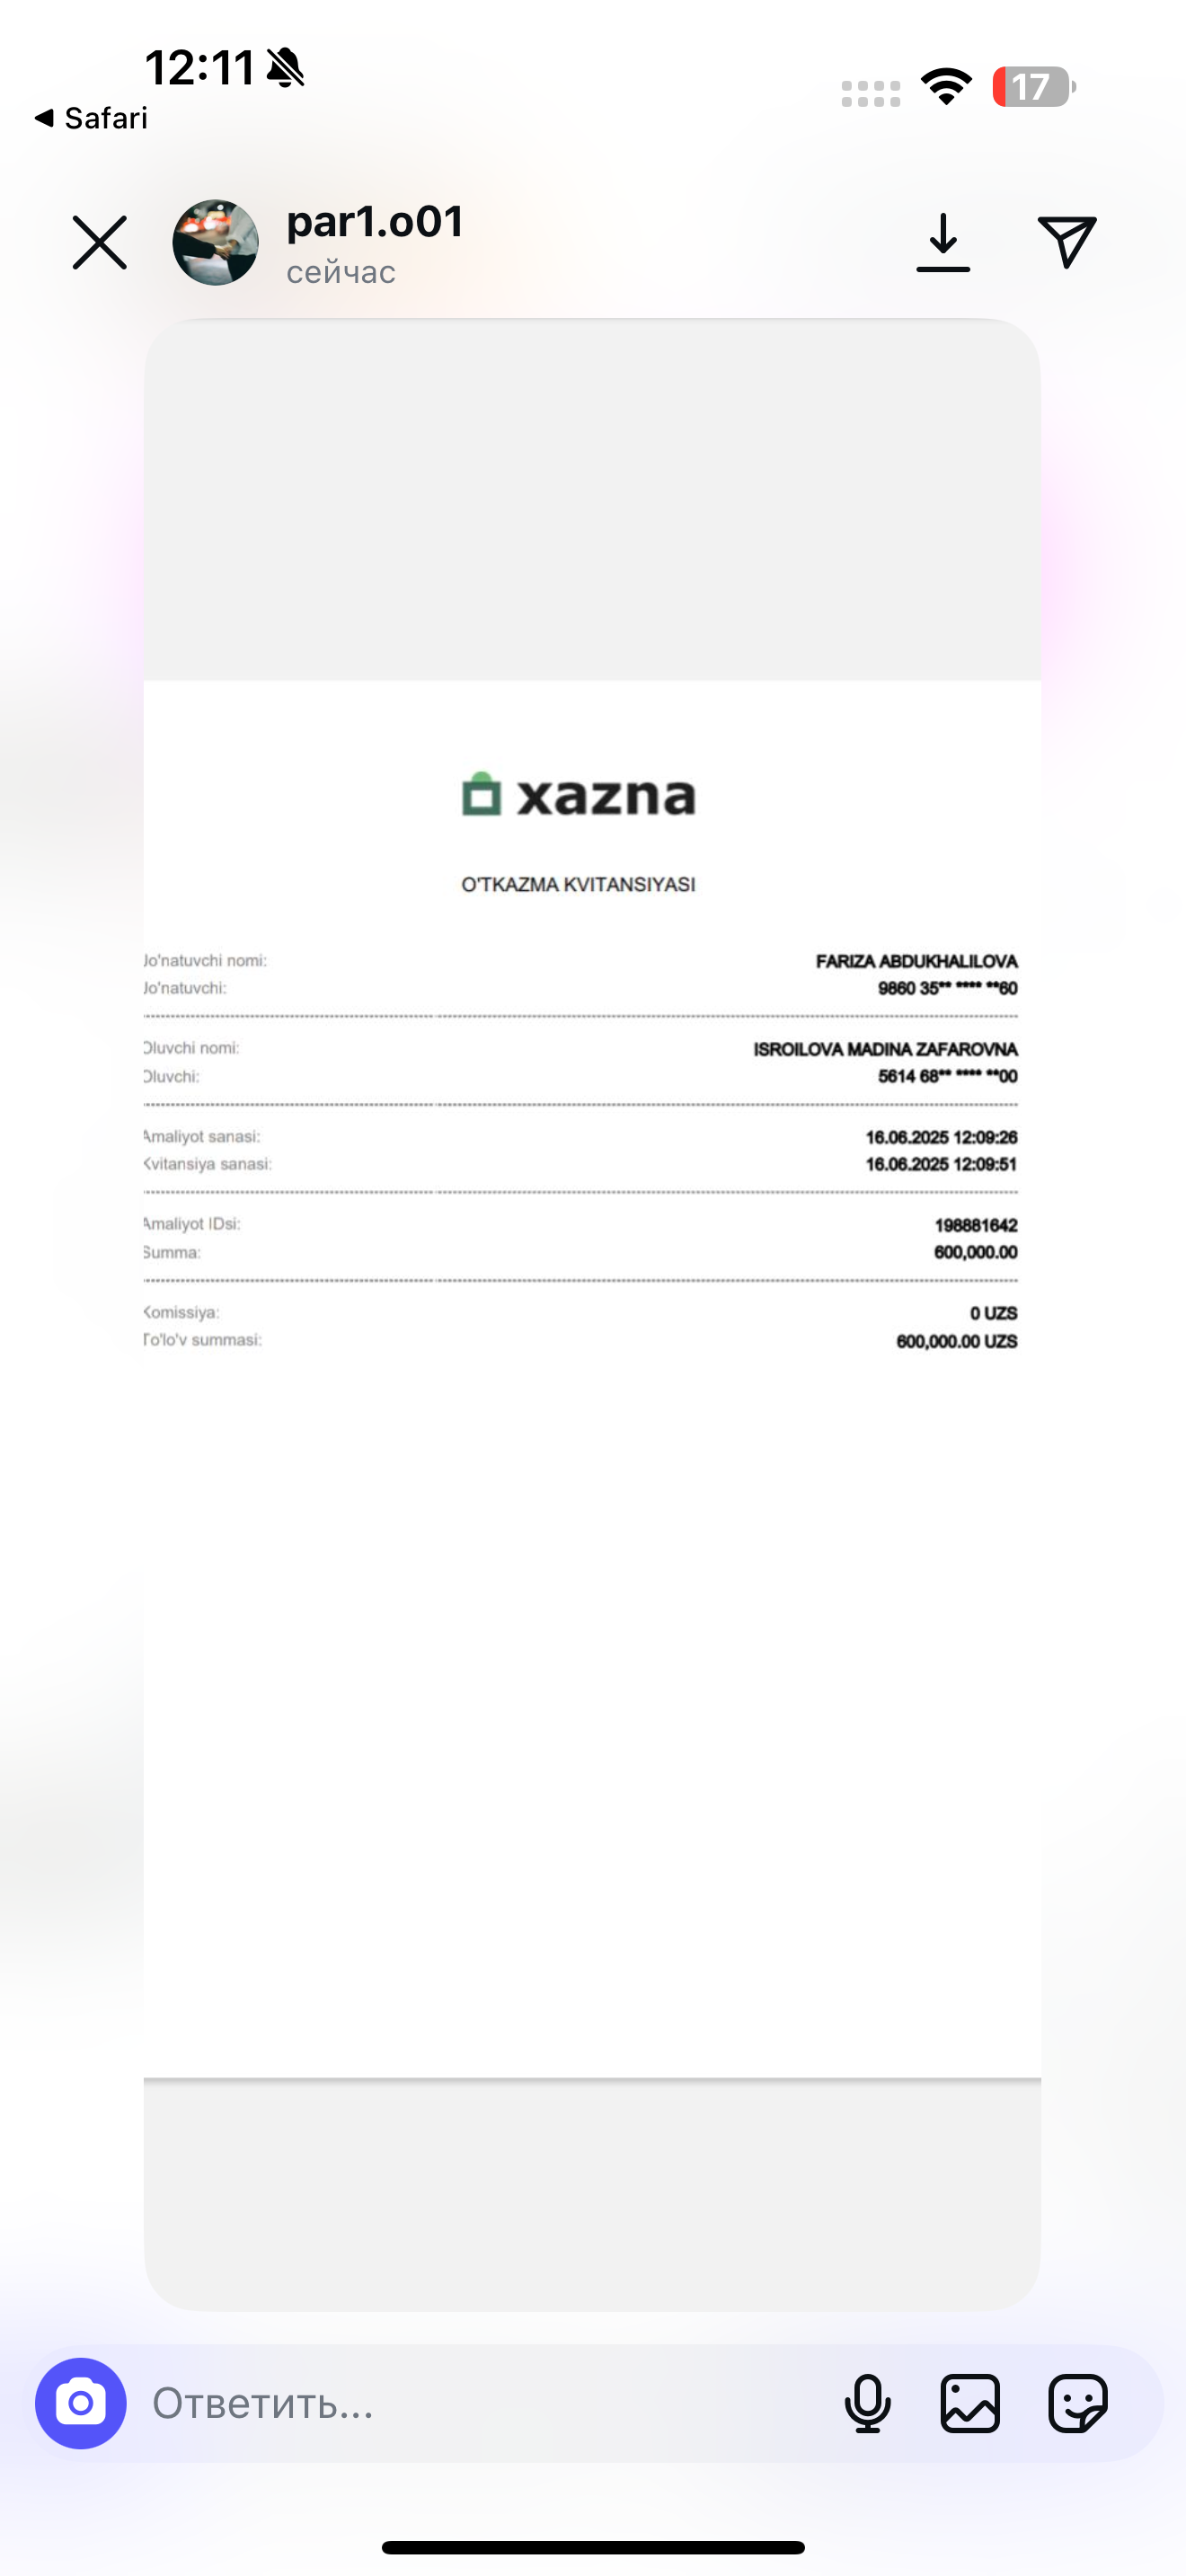 12:11
17
Safari
par1.o01
сейчас
xazna
O'TKAZMA KVITANSIYASI
Jo'natuvchi nomi: FARIZA ABDUKHALILOVA
Jo'natuvchi: 9860 35** **** **60
Oluvchi nomi: ISROILOVA MADINA ZAFAROVNA
Oluvchi: 5614 68** **** **00
Amaliyot sanasi: 16.06.2025 12:09:26
Kvitansiya sanasi: 16.06.2025 12:09:51
Amaliyot IDsi: 198881642
Summa: 600,000.00
Komissiya: 0 UZS
To'lo'v summasi: 600,000.00 UZS
Ответить...